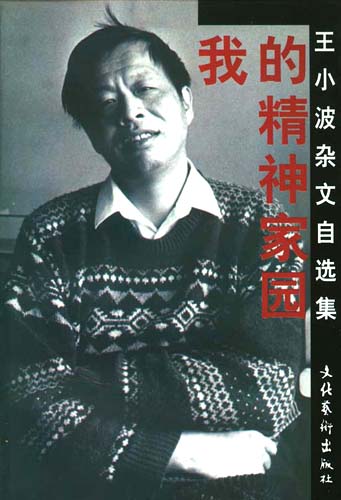 我的精神家园
王小波杂文自选集
文化艺术出版社